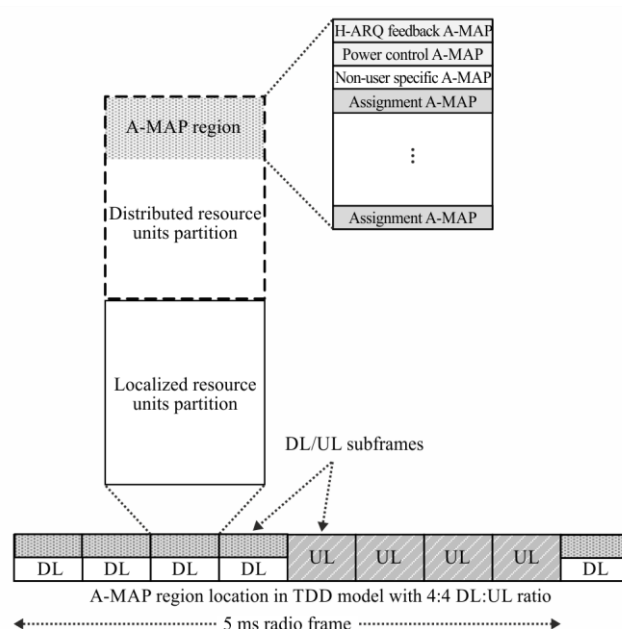 H-ARQ feedback A-MAP
Power control A-MAP
Non-user specific A-MAP
Assignment A-MAP
⋮
Assignment A-MAP
A-MAP region
Distributed resource
units partition
Localized resource
units partition
DL/UL subframes
DL DL DL DL UL UL UL UL DL
A-MAP region location in TDD model with 4:4 DL:UL ratio
5 ms radio frame